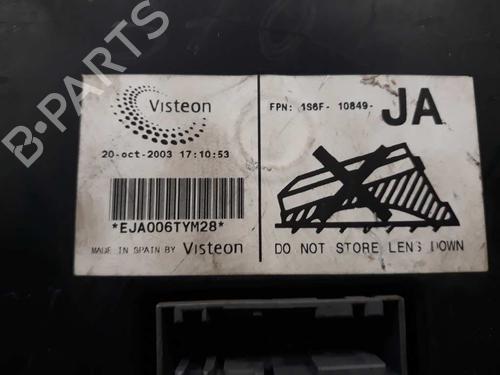 Visteon
20-oct-2003 17:10:53
*EJA006TYM28*
MADE IN SPAIN BY Visteon
FPN: 1S6F- 10849- JA
DO NOT STORE LENS DOWN
B-PARTS